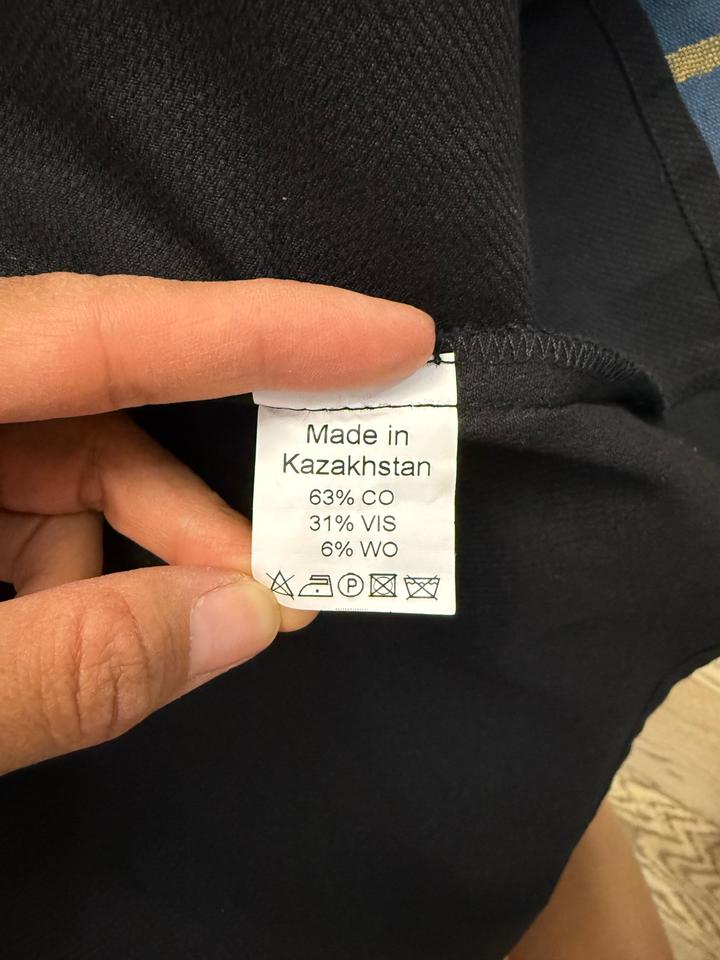 Made in
Kazakhstan
63% CO
31% VIS
6% WO
P